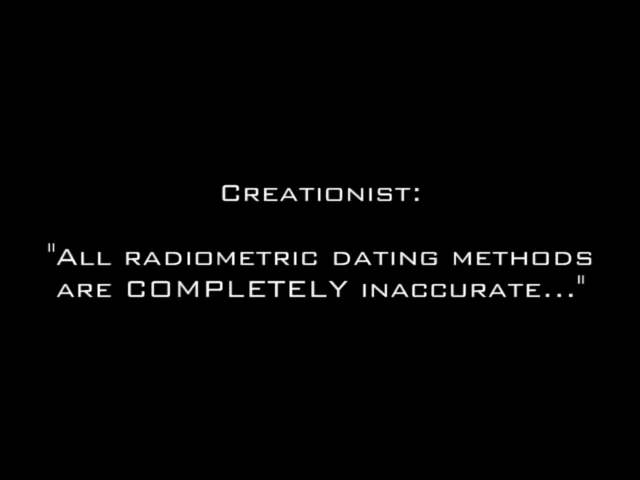 Creationist:
"All radiometric dating methods
are COMPLETELY inaccurate..."